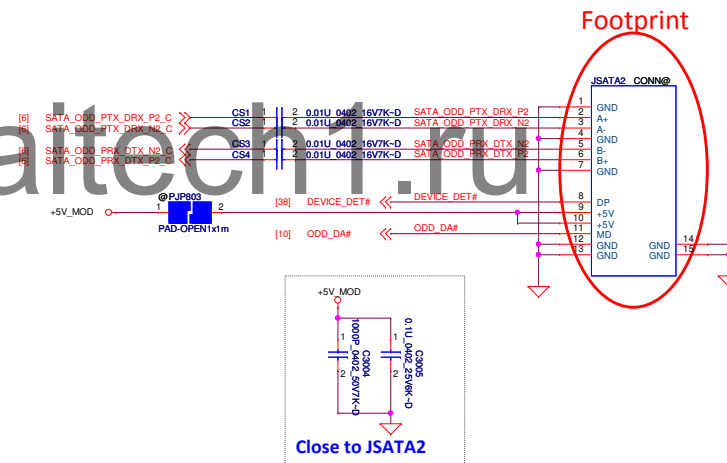 Footprint
JSATA2 CONN@
[6] SATA_ODD_PTX_DRX_P2_C CS1 1 2 0.01U_0402_16V7K~D SATA_ODD_PTX_DRX_P2
[6] SATA_ODD_PTX_DRX_N2_C CS2 1 2 0.01U_0402_16V7K~D SATA_ODD_PTX_DRX_N2
[6] SATA_ODD_PRX_DTX_N2_C CS3 1 2 0.01U_0402_16V7K~D SATA_ODD_PRX_DTX_N2
[6] SATA_ODD_PRX_DTX_P2_C CS4 1 2 0.01U_0402_16V7K~D SATA_ODD_PRX_DTX_P2
1 GND
2 A+
3 A-
4 GND
5 B-
6 B+
7 GND
8 DP
9 +5V
10 +5V
11 MD
12 GND GND 14
13 GND GND 15
aitech1.ru
@PJP803
+5V_MOD 1 2
PAD-OPEN1x1m
[38] DEVICE_DET# DEVICE_DET#
[10] ODD_DA# ODD_DA#
+5V_MOD
1 2 C3004
1000P_0402_50V7K~D
1 2 C3005
0.1U_0402_25V6K~D
Close to JSATA2